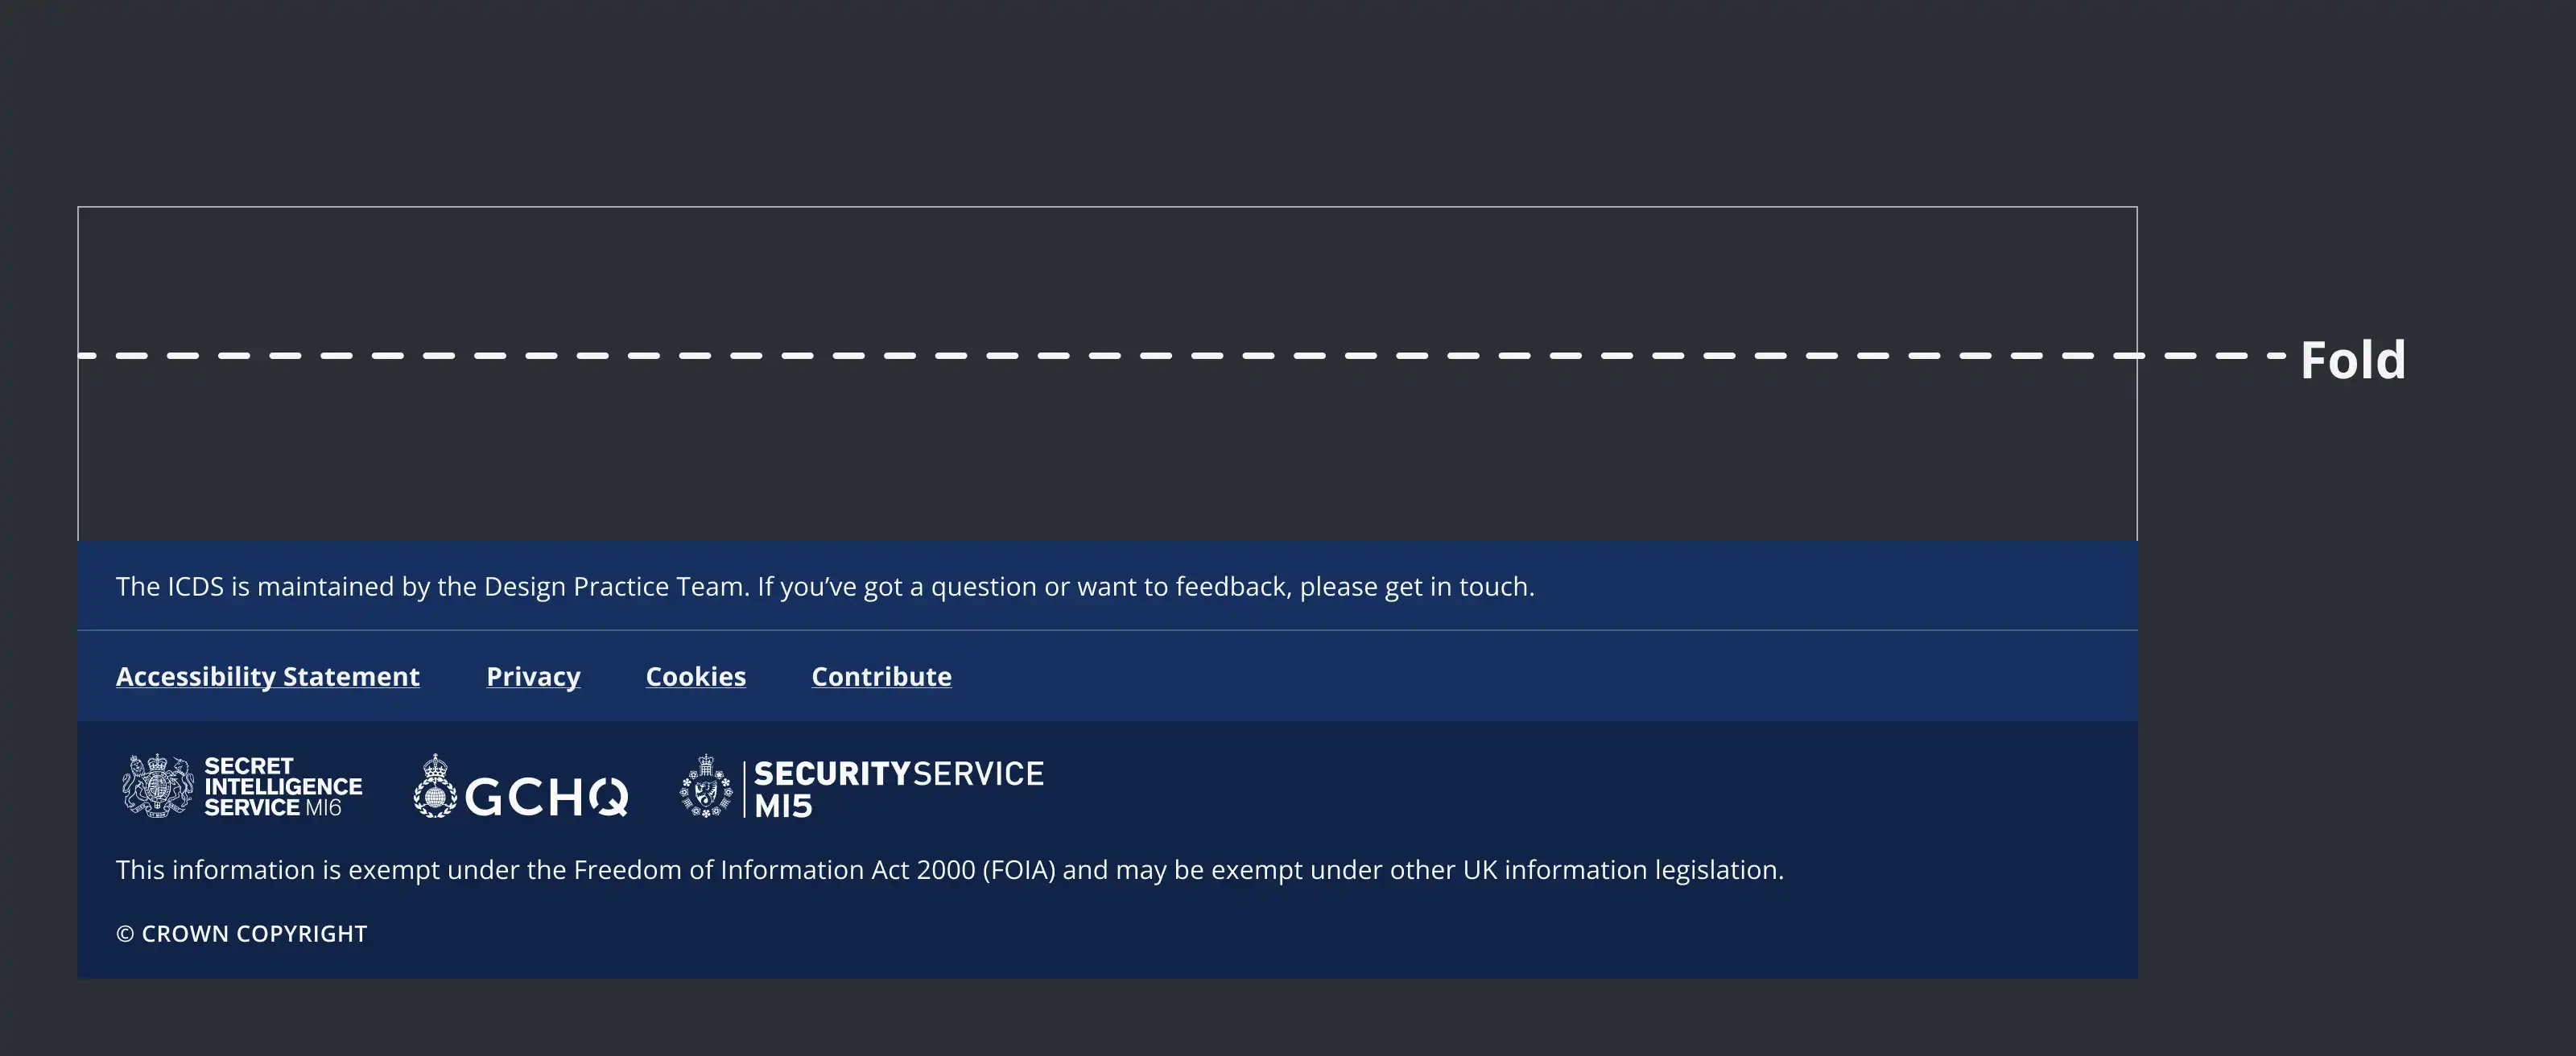 Fold
The ICDS is maintained by the Design Practice Team. If you’ve got a question or want to feedback, please get in touch.
Accessibility Statement Privacy Cookies Contribute
SECRET
INTELLIGENCE
SERVICE MI6
GCHQ
SECURITYSERVICE
MI5
This information is exempt under the Freedom of Information Act 2000 (FOIA) and may be exempt under other UK information legislation.
© CROWN COPYRIGHT